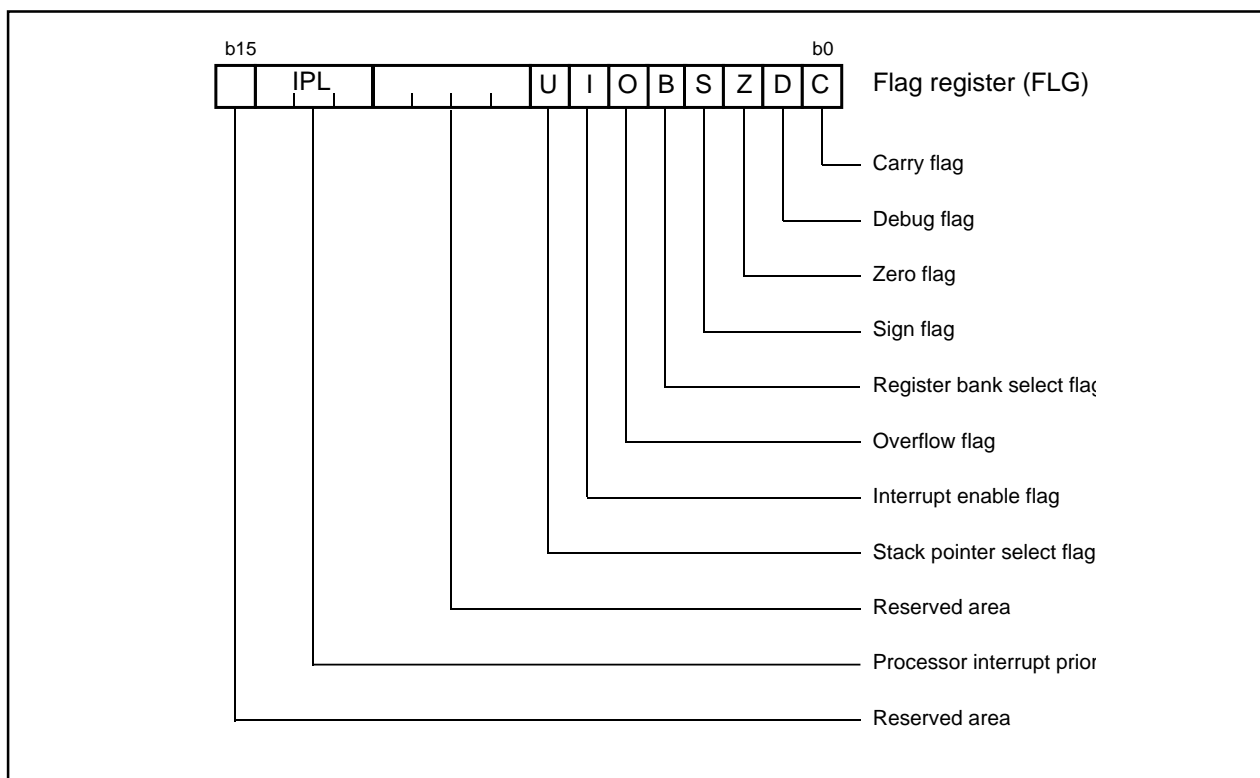 b15 b0
IPL U I O B S Z D C Flag register (FLG)
Carry flag
Debug flag
Zero flag
Sign flag
Register bank select flag
Overflow flag
Interrupt enable flag
Stack pointer select flag
Reserved area
Processor interrupt prior
Reserved area